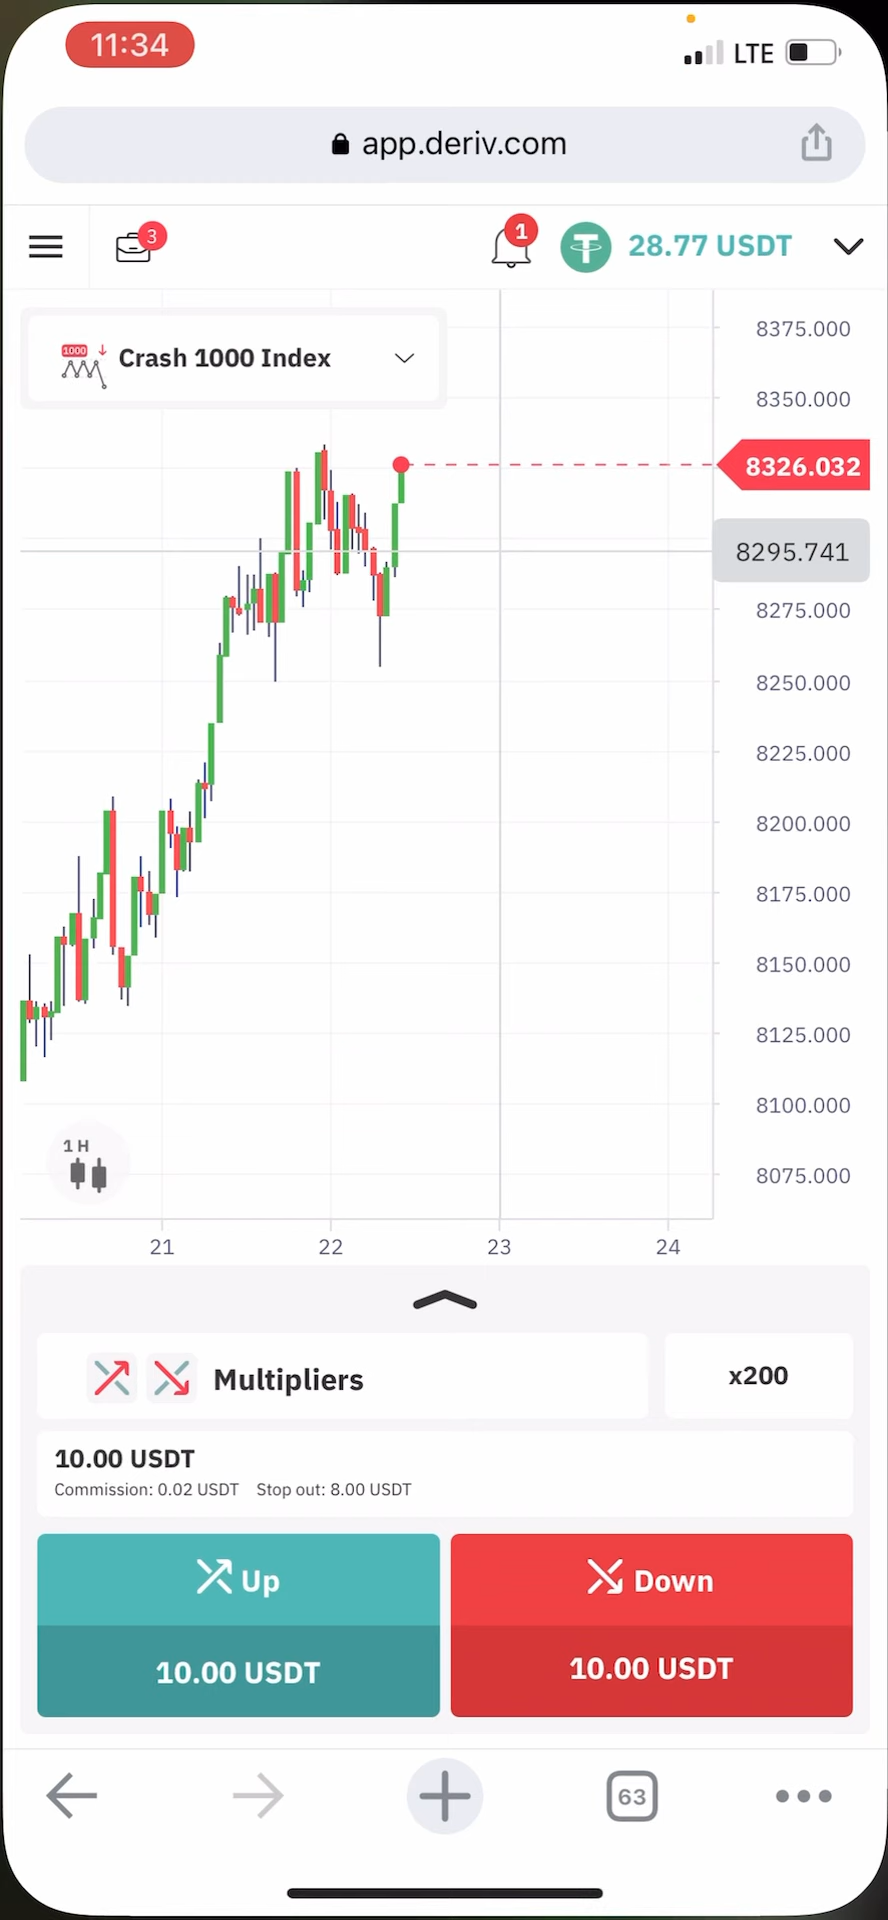 11:34
LTE
app.deriv.com
3
1
28.77 USDT
1000
Crash 1000 Index
8375.000
8350.000
8326.032
8295.741
8275.000
8250.000
8225.000
8200.000
8175.000
8150.000
8125.000
8100.000
8075.000
1 H
21 22 23 24
Multipliers
x200
10.00 USDT
Commission: 0.02 USDT Stop out: 8.00 USDT
Up
Down
10.00 USDT
10.00 USDT
63